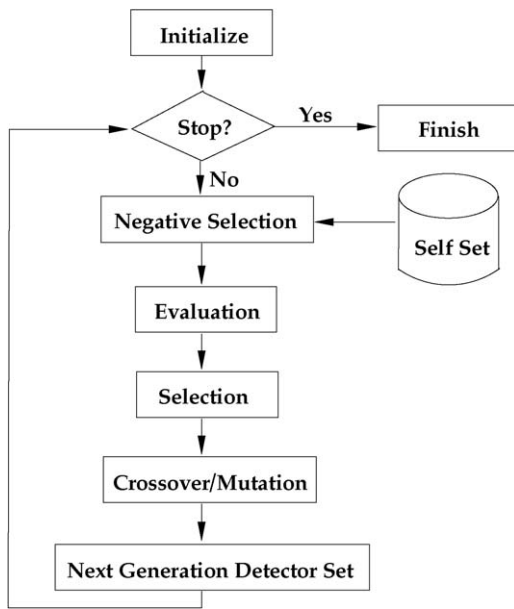 Initialize
Stop?
Yes
Finish
No
Negative Selection
Self Set
Evaluation
Selection
Crossover/Mutation
Next Generation Detector Set